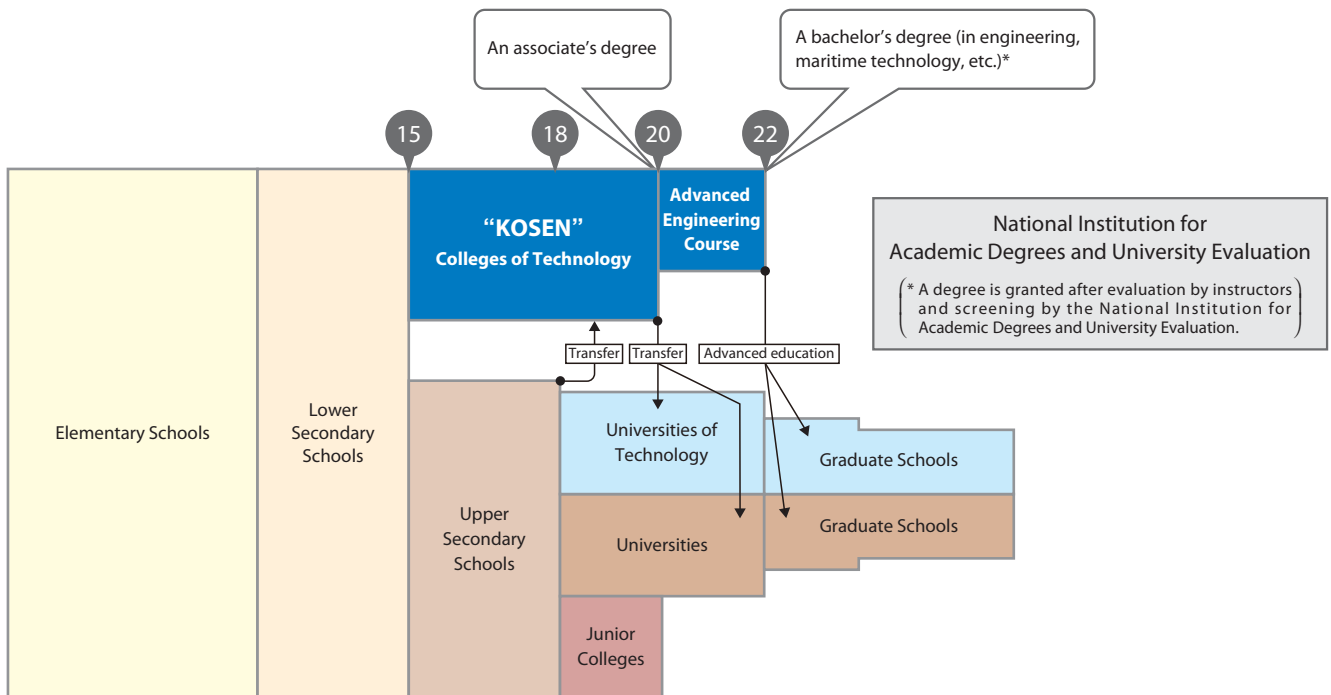 An associate’s degree
A bachelor’s degree (in engineering,
maritime technology, etc.)*
15
18
20
22
“KOSEN”
Colleges of Technology
Advanced
Engineering
Course
National Institution for
Academic Degrees and University Evaluation
(* A degree is granted after evaluation by instructors
and screening by the National Institution for
Academic Degrees and University Evaluation.)
Transfer
Transfer
Advanced education
Elementary Schools
Lower
Secondary
Schools
Upper
Secondary
Schools
Universities of
Technology
Graduate Schools
Universities
Graduate Schools
Junior
Colleges